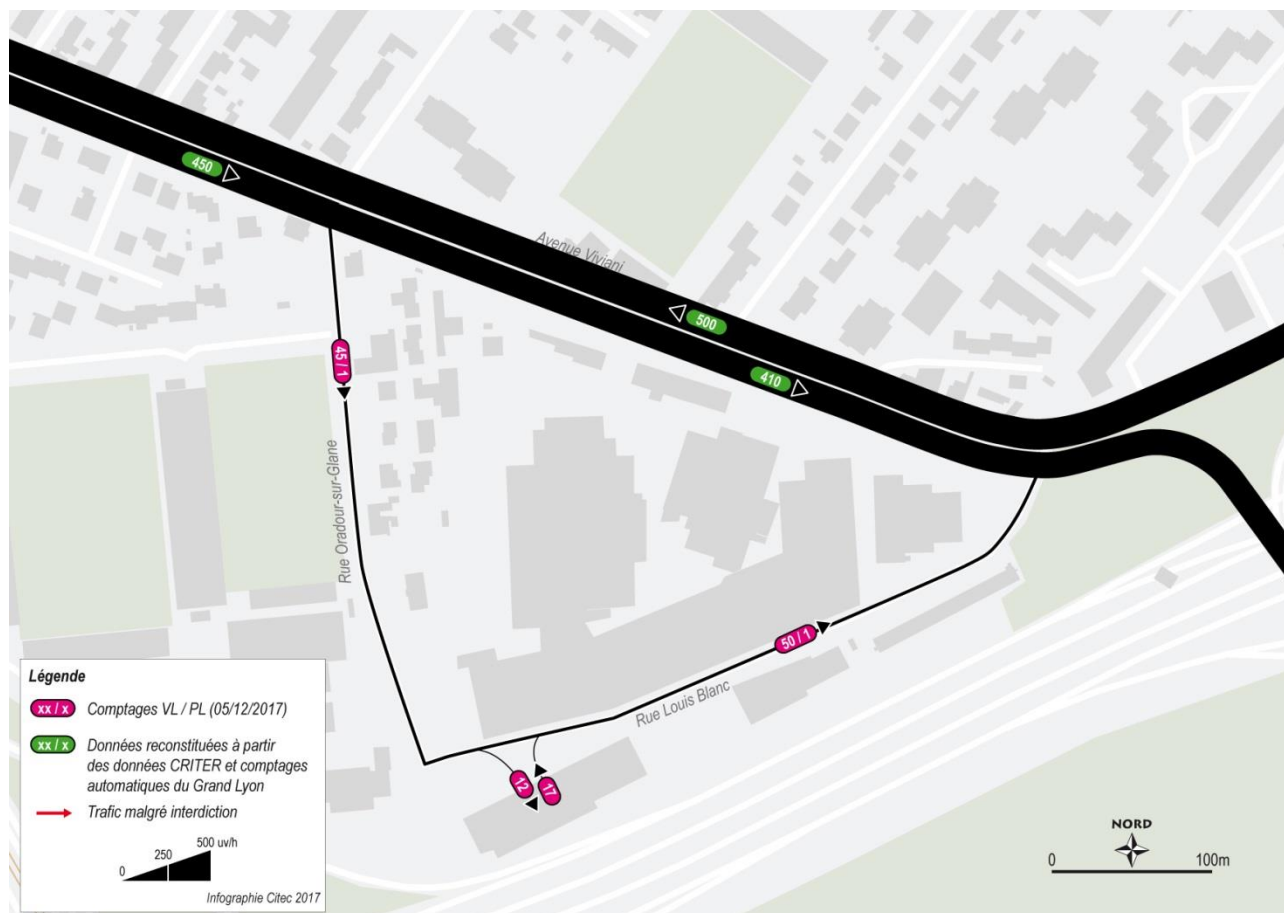 450
Avenue Viviani
500
45 / 1
410
Rue Oradour-sur-Glane
50 / 1
Rue Louis Blanc
12
17
Légende
xx / x Comptages VL / PL (05/12/2017)
xx / x Données reconstituées à partir
des données CRITER et comptages
automatiques du Grand Lyon
Trafic malgré interdiction
500 uv/h
250
0
Infographie Citec 2017
NORD
0 100m